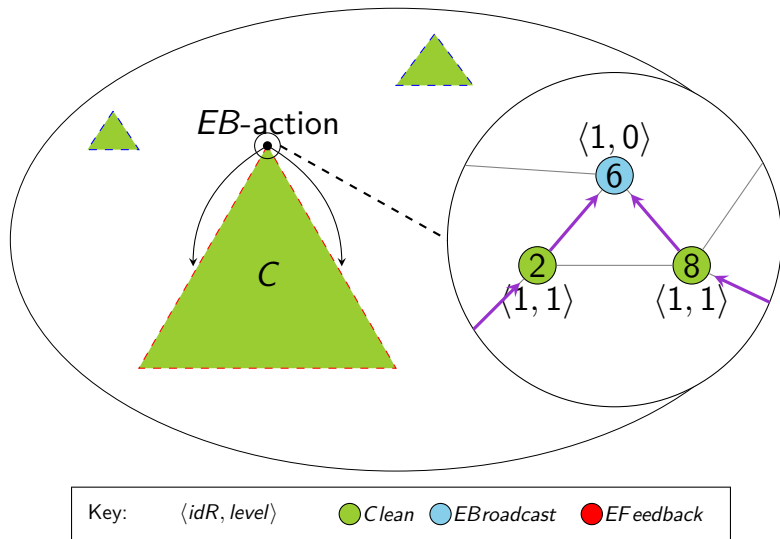 EB-action
C
⟨1, 0⟩
6
2
8
⟨1, 1⟩
⟨1, 1⟩
Key: ⟨idR, level⟩ Clean EBroadcast EFeedback